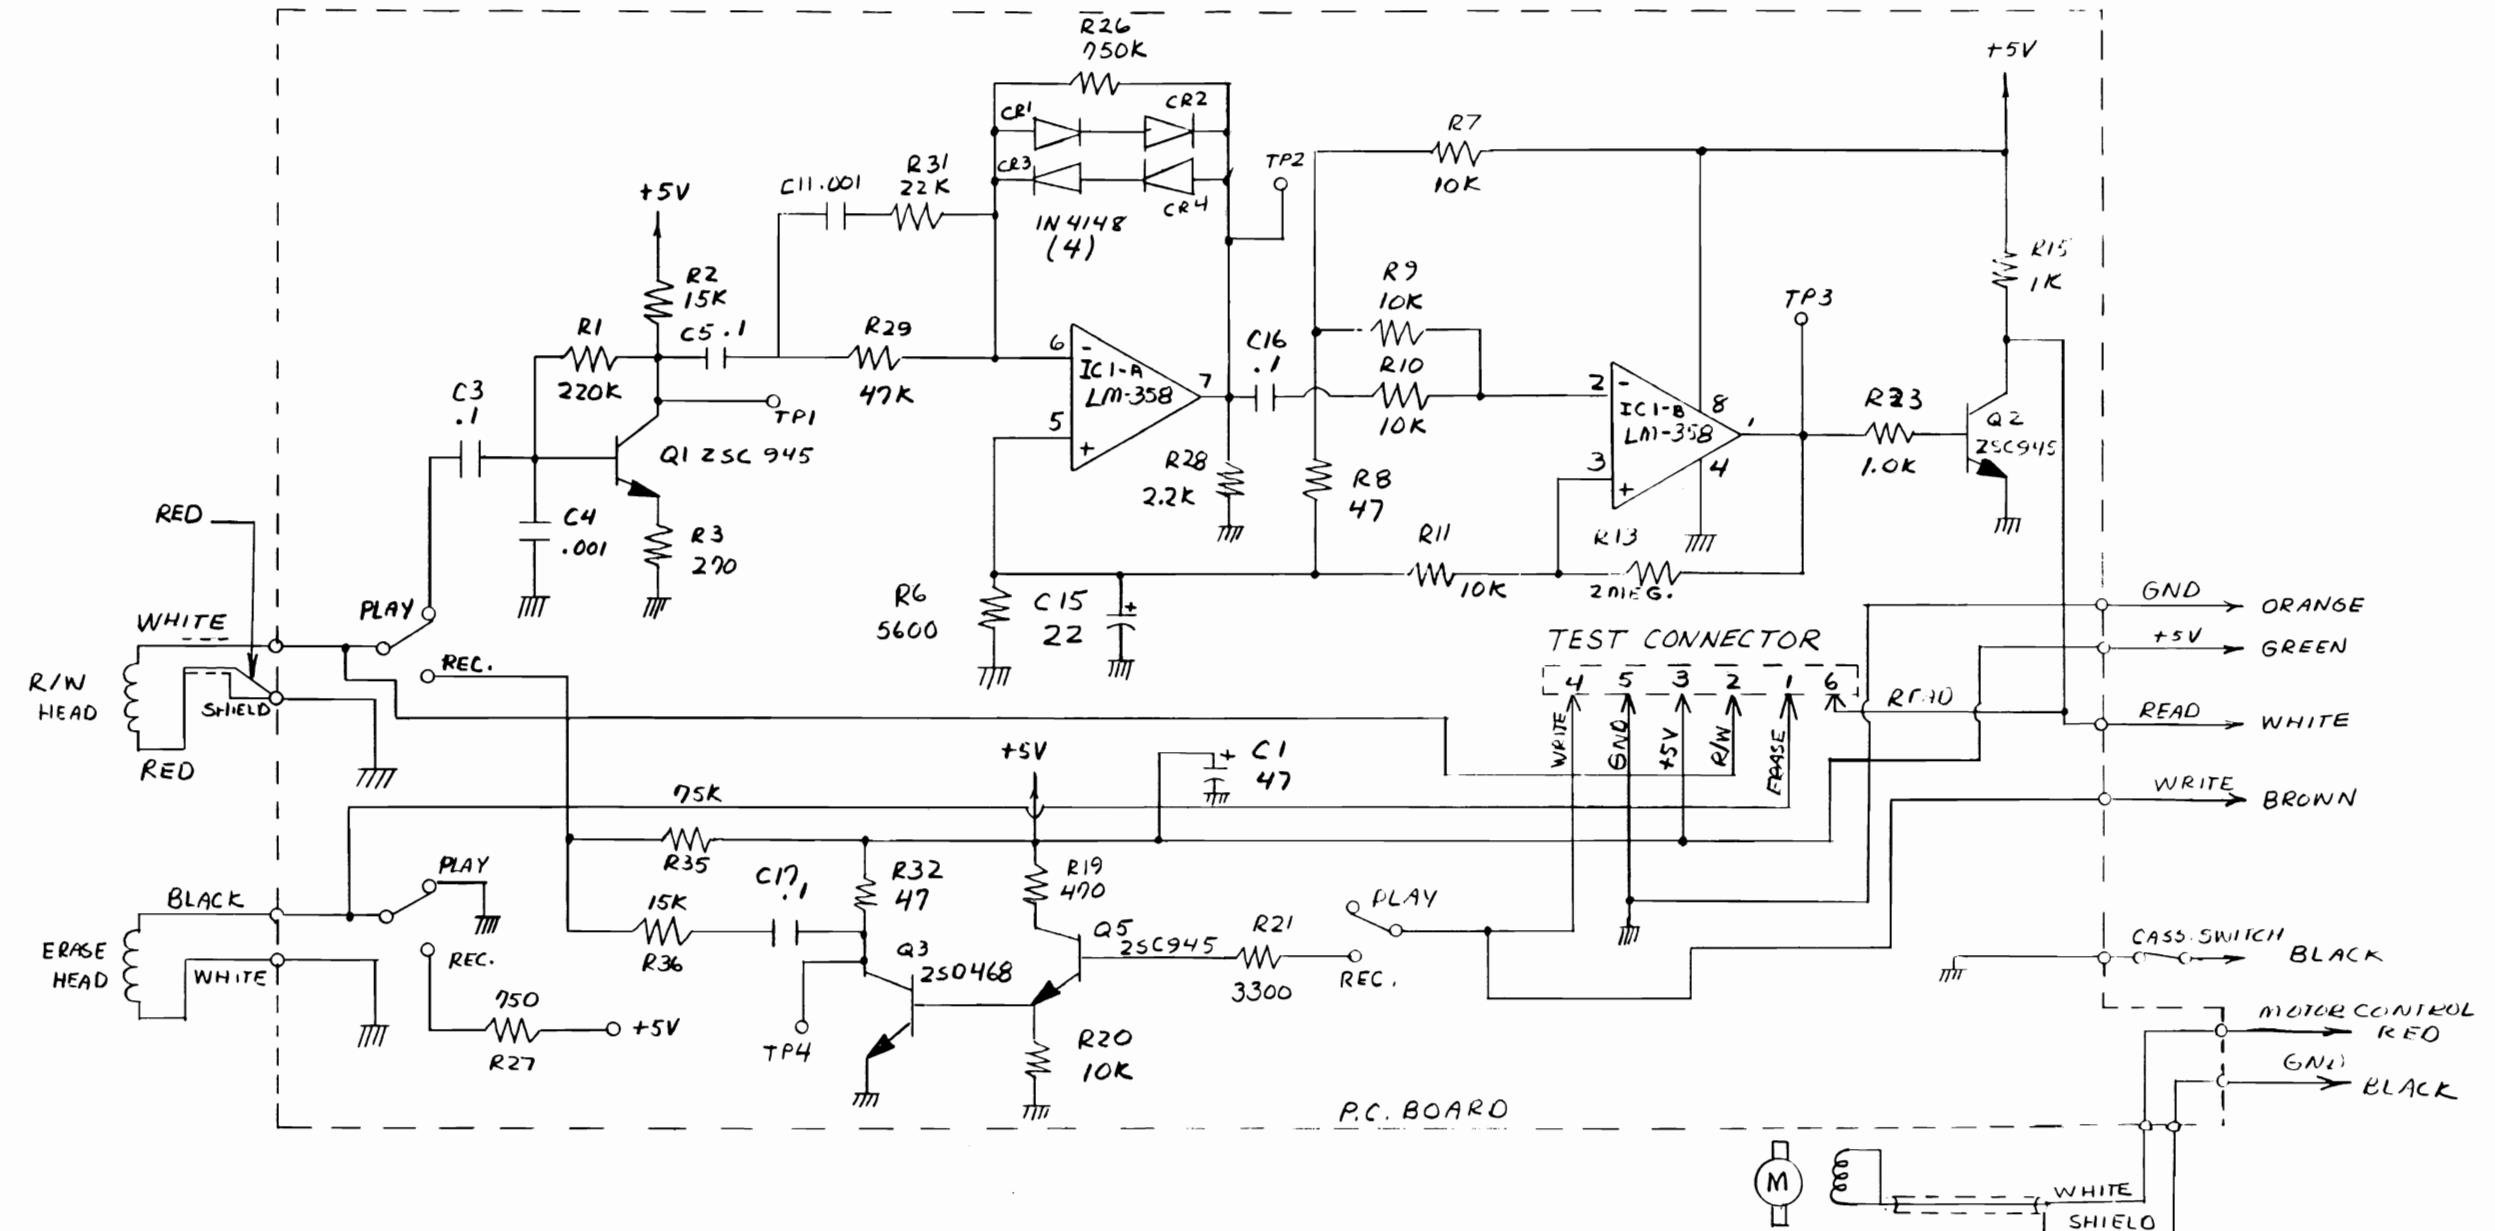 R26
750K
+5V
CR1
CR2
R7
10K
TP2
CR3
CR4
1N4148
(4)
C11 .001
R31
22K
+5V
R2
15K
R1
220K
C5 .1
R29
47K
TP1
C3
.1
Q1 2SC 945
C4
.001
R3
270
6
-
IC1-A
LM-358
7
5
+
C16
.1
R9
10K
R10
10K
R28
2.2K
R8
47
2
-
IC1-B
LM-358
8
1
3
+
4
TP3
R15
1K
R23
1.0K
Q2
2SC945
R11
10K
R13
2 MEG.
R6
5600
C15
+
22
RED
WHITE
PLAY
REC.
R/W
HEAD
SHIELD
RED
TEST CONNECTOR
4 5 3 2 1 6
WRITE
GND
+5V
R/W
ERASE
READ
GND
ORANGE
+5V
GREEN
READ
WHITE
WRITE
BROWN
+5V
+ C1
47
75K
R35
15K
R36
C17
.1
R32
47
R19
470
PLAY
BLACK
ERASE
HEAD
WHITE
REC.
750
R27
+5V
Q3
2SD468
TP4
Q5
2SC945
R21
3300
PLAY
REC.
R20
10K
CASS. SWITCH
BLACK
MOTOR CONTROL
RED
GND
BLACK
P.C. BOARD
M
WHITE
SHIELD